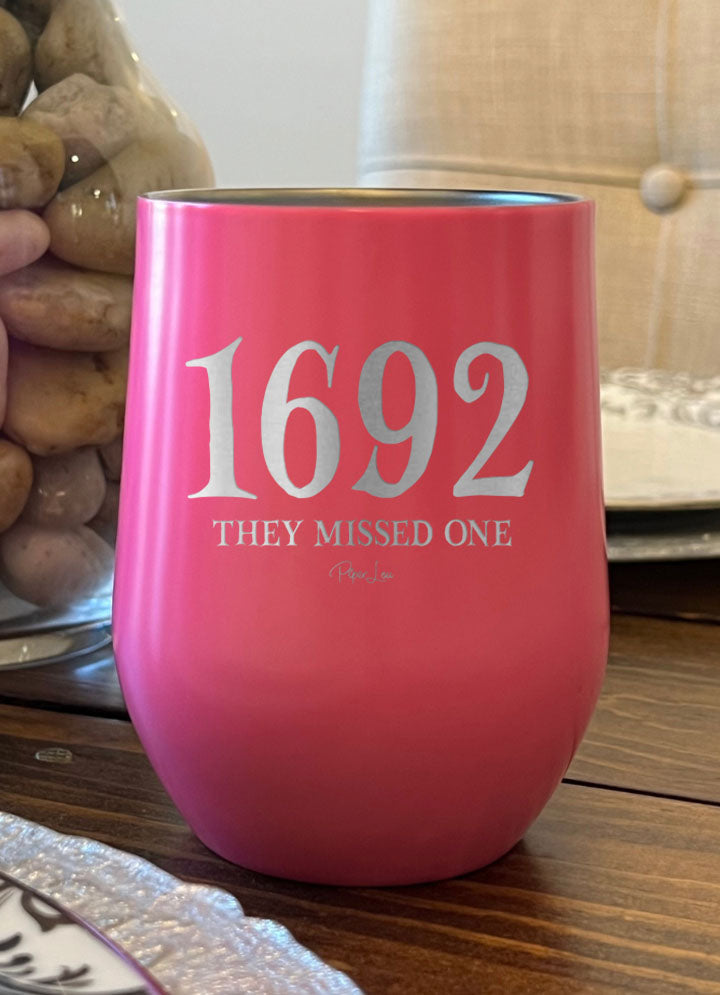 1692
THEY MISSED ONE
Piper Lou